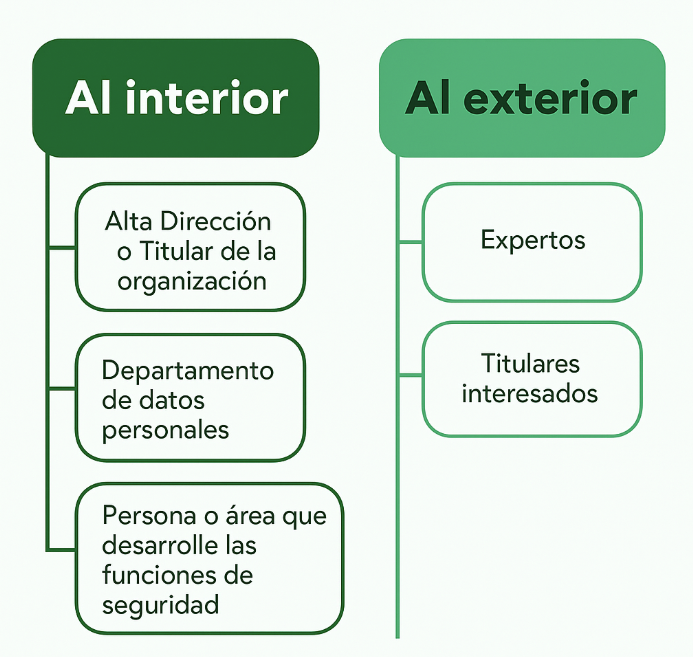 Al interior
Alta Dirección
o Titular de la
organización
Departamento
de datos
personales
Persona o área que
desarrolle las
funciones de
seguridad
Al exterior
Expertos
Titulares
interesados